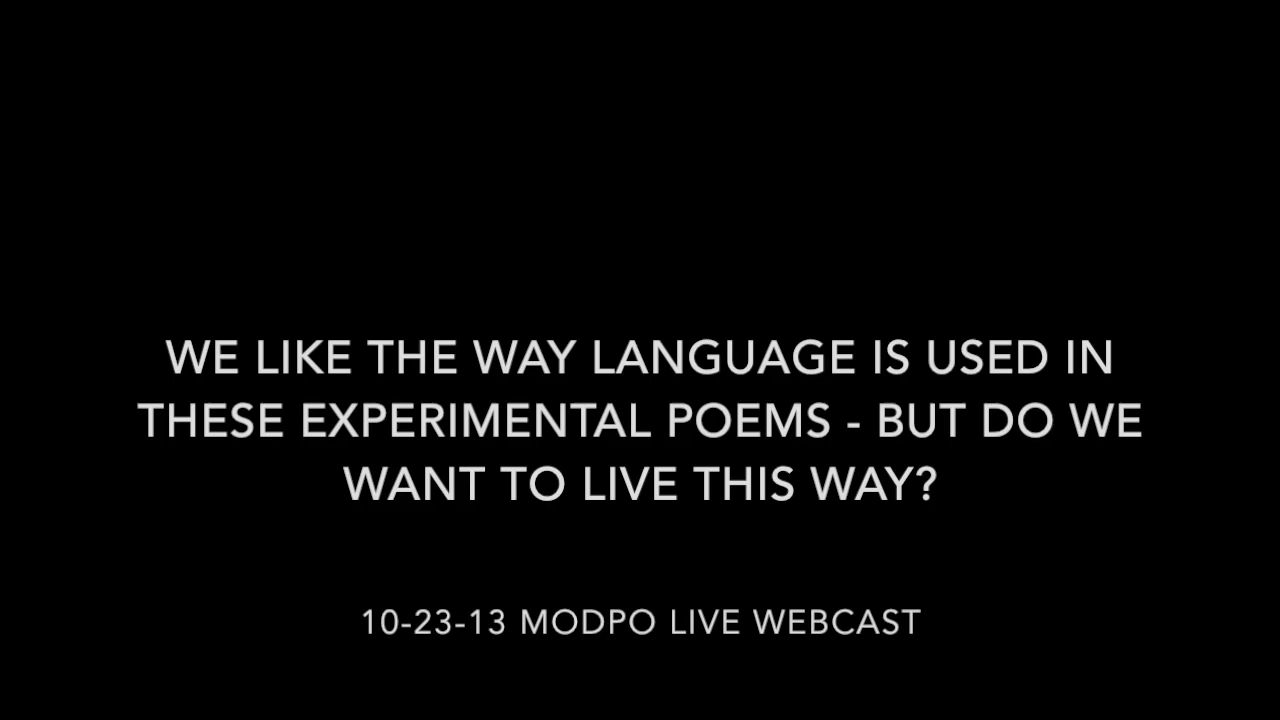 WE LIKE THE WAY LANGUAGE IS USED IN
THESE EXPERIMENTAL POEMS - BUT DO WE
WANT TO LIVE THIS WAY?
10-23-13 MODPO LIVE WEBCAST